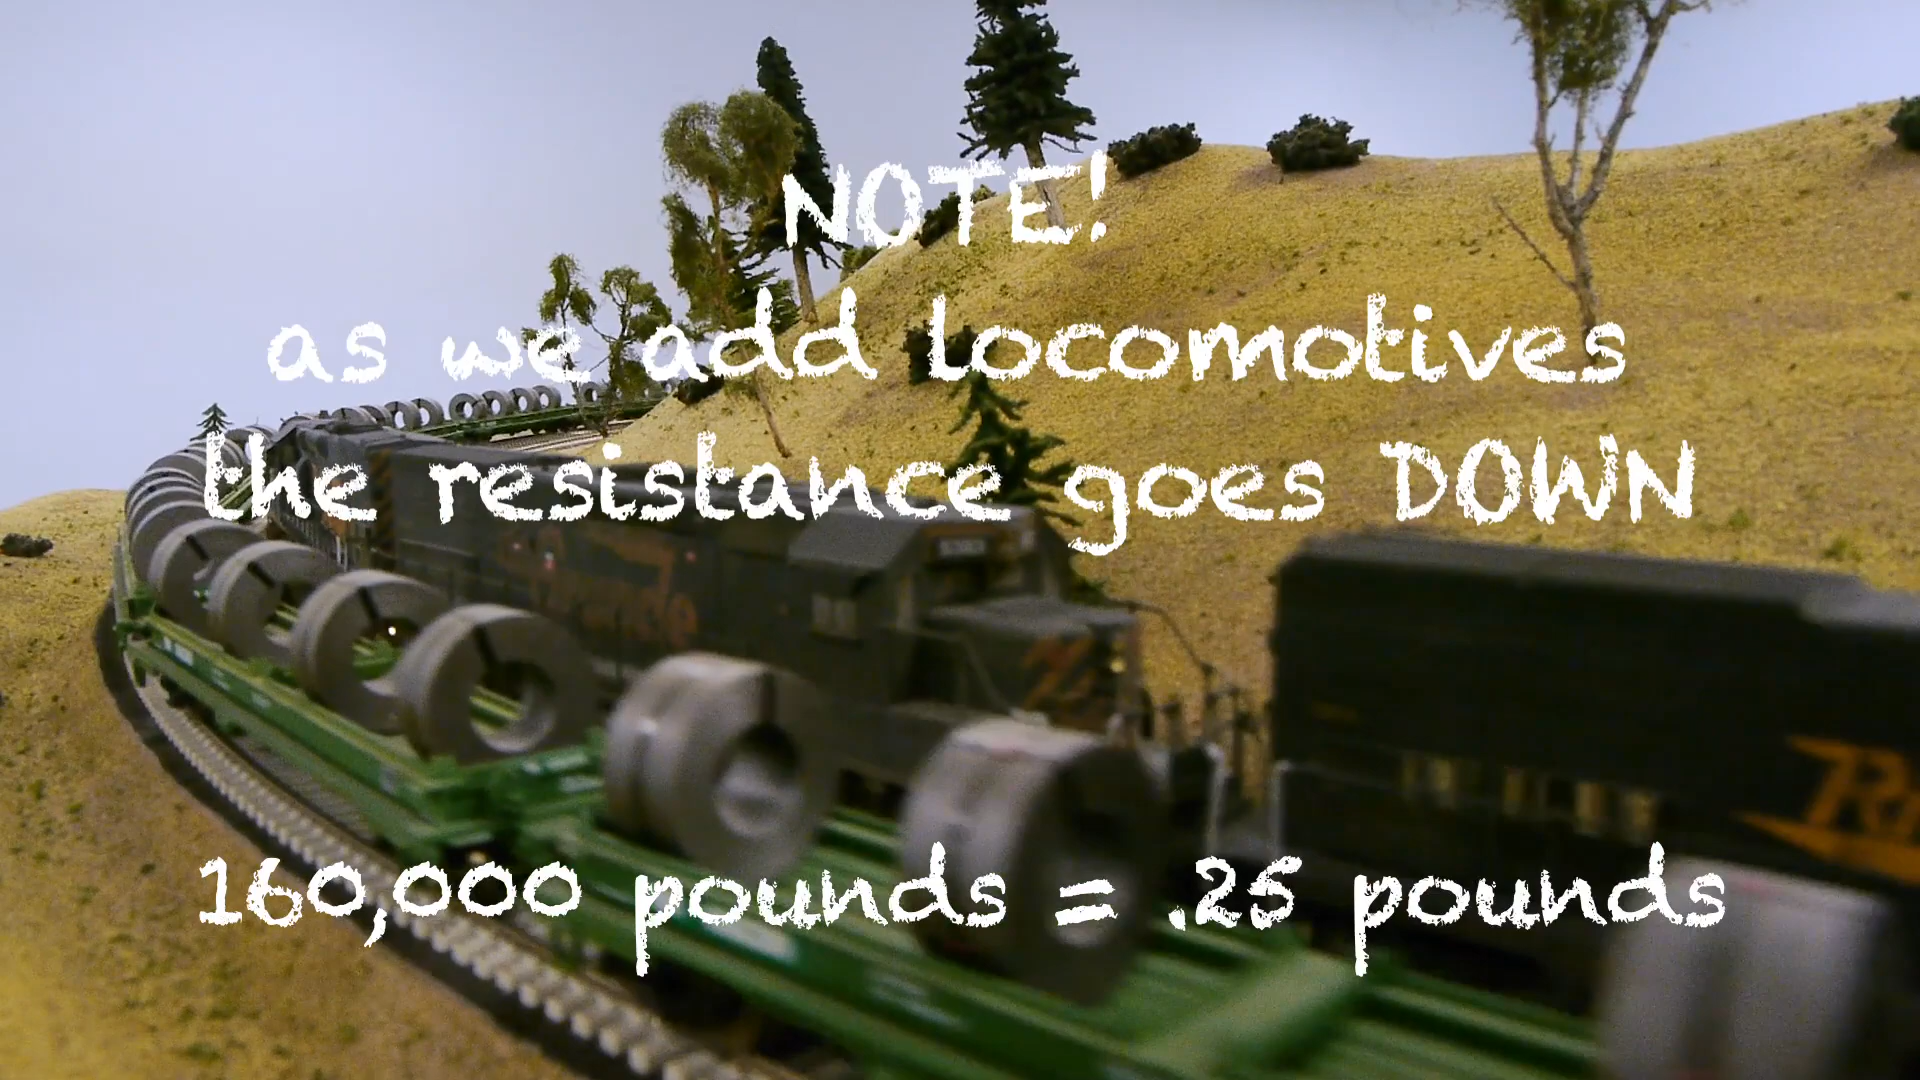 NOTE!
as we add locomotives
the resistance goes DOWN
160,000 pounds = .25 pounds